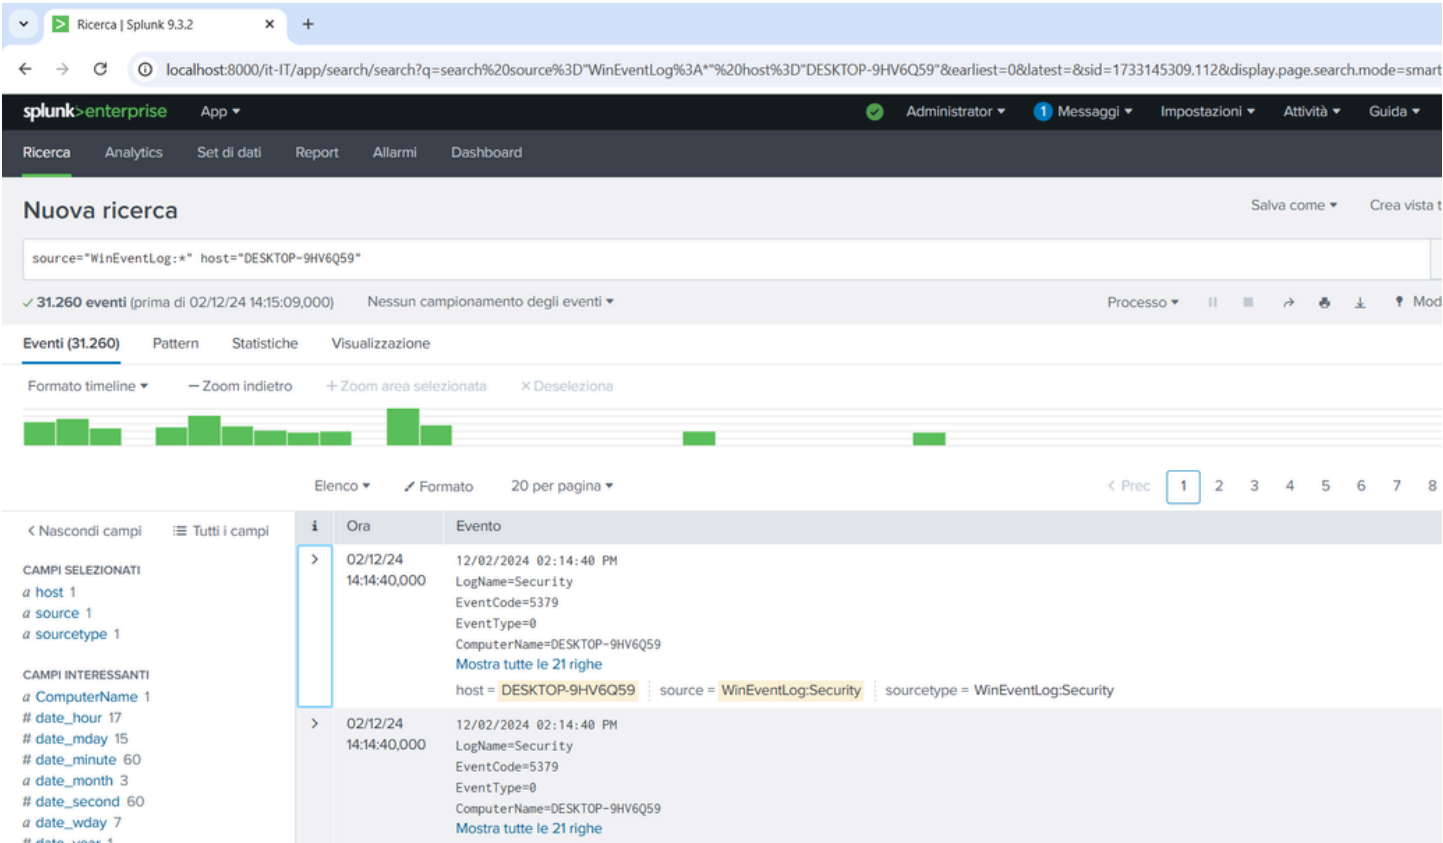 Ricerca | Splunk 9.3.2
localhost:8000/it-IT/app/search/search?q=search%20source%3D"WinEventLog%3A*"%20host%3D"DESKTOP-9HV6Q59"&earliest=0&latest=&sid=1733145309.112&display.page.search.mode=smart
splunk>enterprise App Administrator 1 Messaggi Impostazioni Attività Guida
Ricerca Analytics Set di dati Report Allarmi Dashboard
Nuova ricerca Salva come Crea vista t
source="WinEventLog:*" host="DESKTOP-9HV6Q59"
31.260 eventi (prima di 02/12/24 14:15:09,000) Nessun campionamento degli eventi Processo Mod
Eventi (31.260) Pattern Statistiche Visualizzazione
Formato timeline — Zoom indietro + Zoom area selezionata × Deseleziona
Elenco Formato 20 per pagina < Prec 1 2 3 4 5 6 7 8
< Nascondi campi Tutti i campi i Ora Evento
CAMPI SELEZIONATI
a host 1
a source 1
a sourcetype 1
CAMPI INTERESSANTI
a ComputerName 1
# date_hour 17
# date_mday 15
# date_minute 60
a date_month 3
# date_second 60
a date_wday 7
# date_year 1
> 02/12/24
14:14:40,000
12/02/2024 02:14:40 PM
LogName=Security
EventCode=5379
EventType=0
ComputerName=DESKTOP-9HV6Q59
Mostra tutte le 21 righe
host = DESKTOP-9HV6Q59 source = WinEventLog:Security sourcetype = WinEventLog:Security
> 02/12/24
14:14:40,000
12/02/2024 02:14:40 PM
LogName=Security
EventCode=5379
EventType=0
ComputerName=DESKTOP-9HV6Q59
Mostra tutte le 21 righe